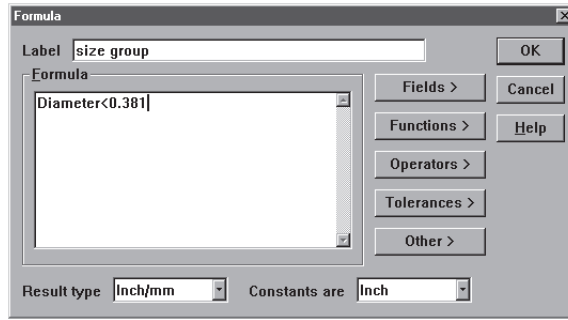 Formula
Label size group OK
Formula
Diameter<0.381
Fields > Cancel
Functions > Help
Operators >
Tolerances >
Other >
Result type Inch/mm Constants are Inch